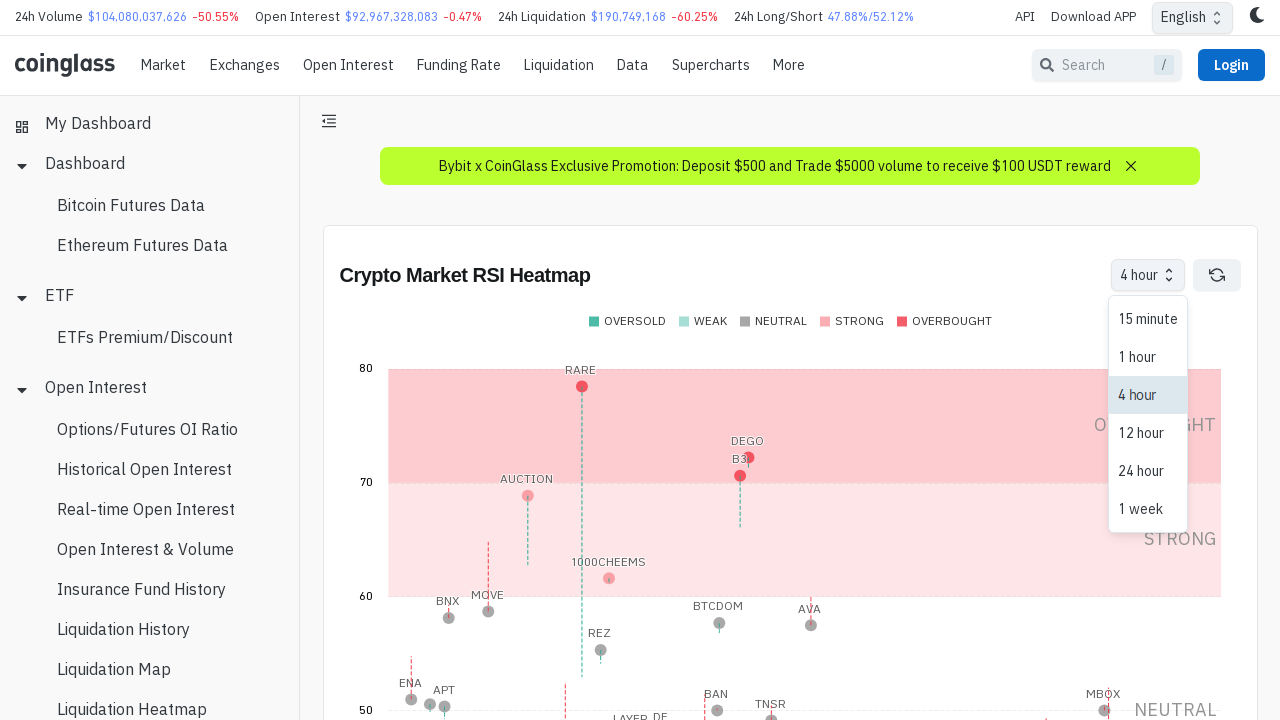 24h Volume $104,080,037,626 -50.55% Open Interest $92,967,328,083 -0.47% 24h Liquidation $190,749,168 -60.25% 24h Long/Short 47.88%/52.12% API Download APP English
coinglass Market Exchanges Open Interest Funding Rate Liquidation Data Supercharts More Search / Login
My Dashboard
Dashboard
Bitcoin Futures Data
Ethereum Futures Data
ETF
ETFs Premium/Discount
Open Interest
Options/Futures OI Ratio
Historical Open Interest
Real-time Open Interest
Open Interest & Volume
Insurance Fund History
Liquidation History
Liquidation Map
Liquidation Heatmap
Bybit x CoinGlass Exclusive Promotion: Deposit $500 and Trade $5000 volume to receive $100 USDT reward
Crypto Market RSI Heatmap
4 hour
15 minute
1 hour
4 hour
12 hour
24 hour
1 week
OVERSOLD WEAK NEUTRAL STRONG OVERBOUGHT
80
RARE
DEGO
B3
70
AUCTION
STRONG
1000CHEEMS
60
BNX MOVE
BTCDOM
AVA
REZ
ENA
APT
BAN
TNSR
MBOX
50
NEUTRAL
LAYER
DE